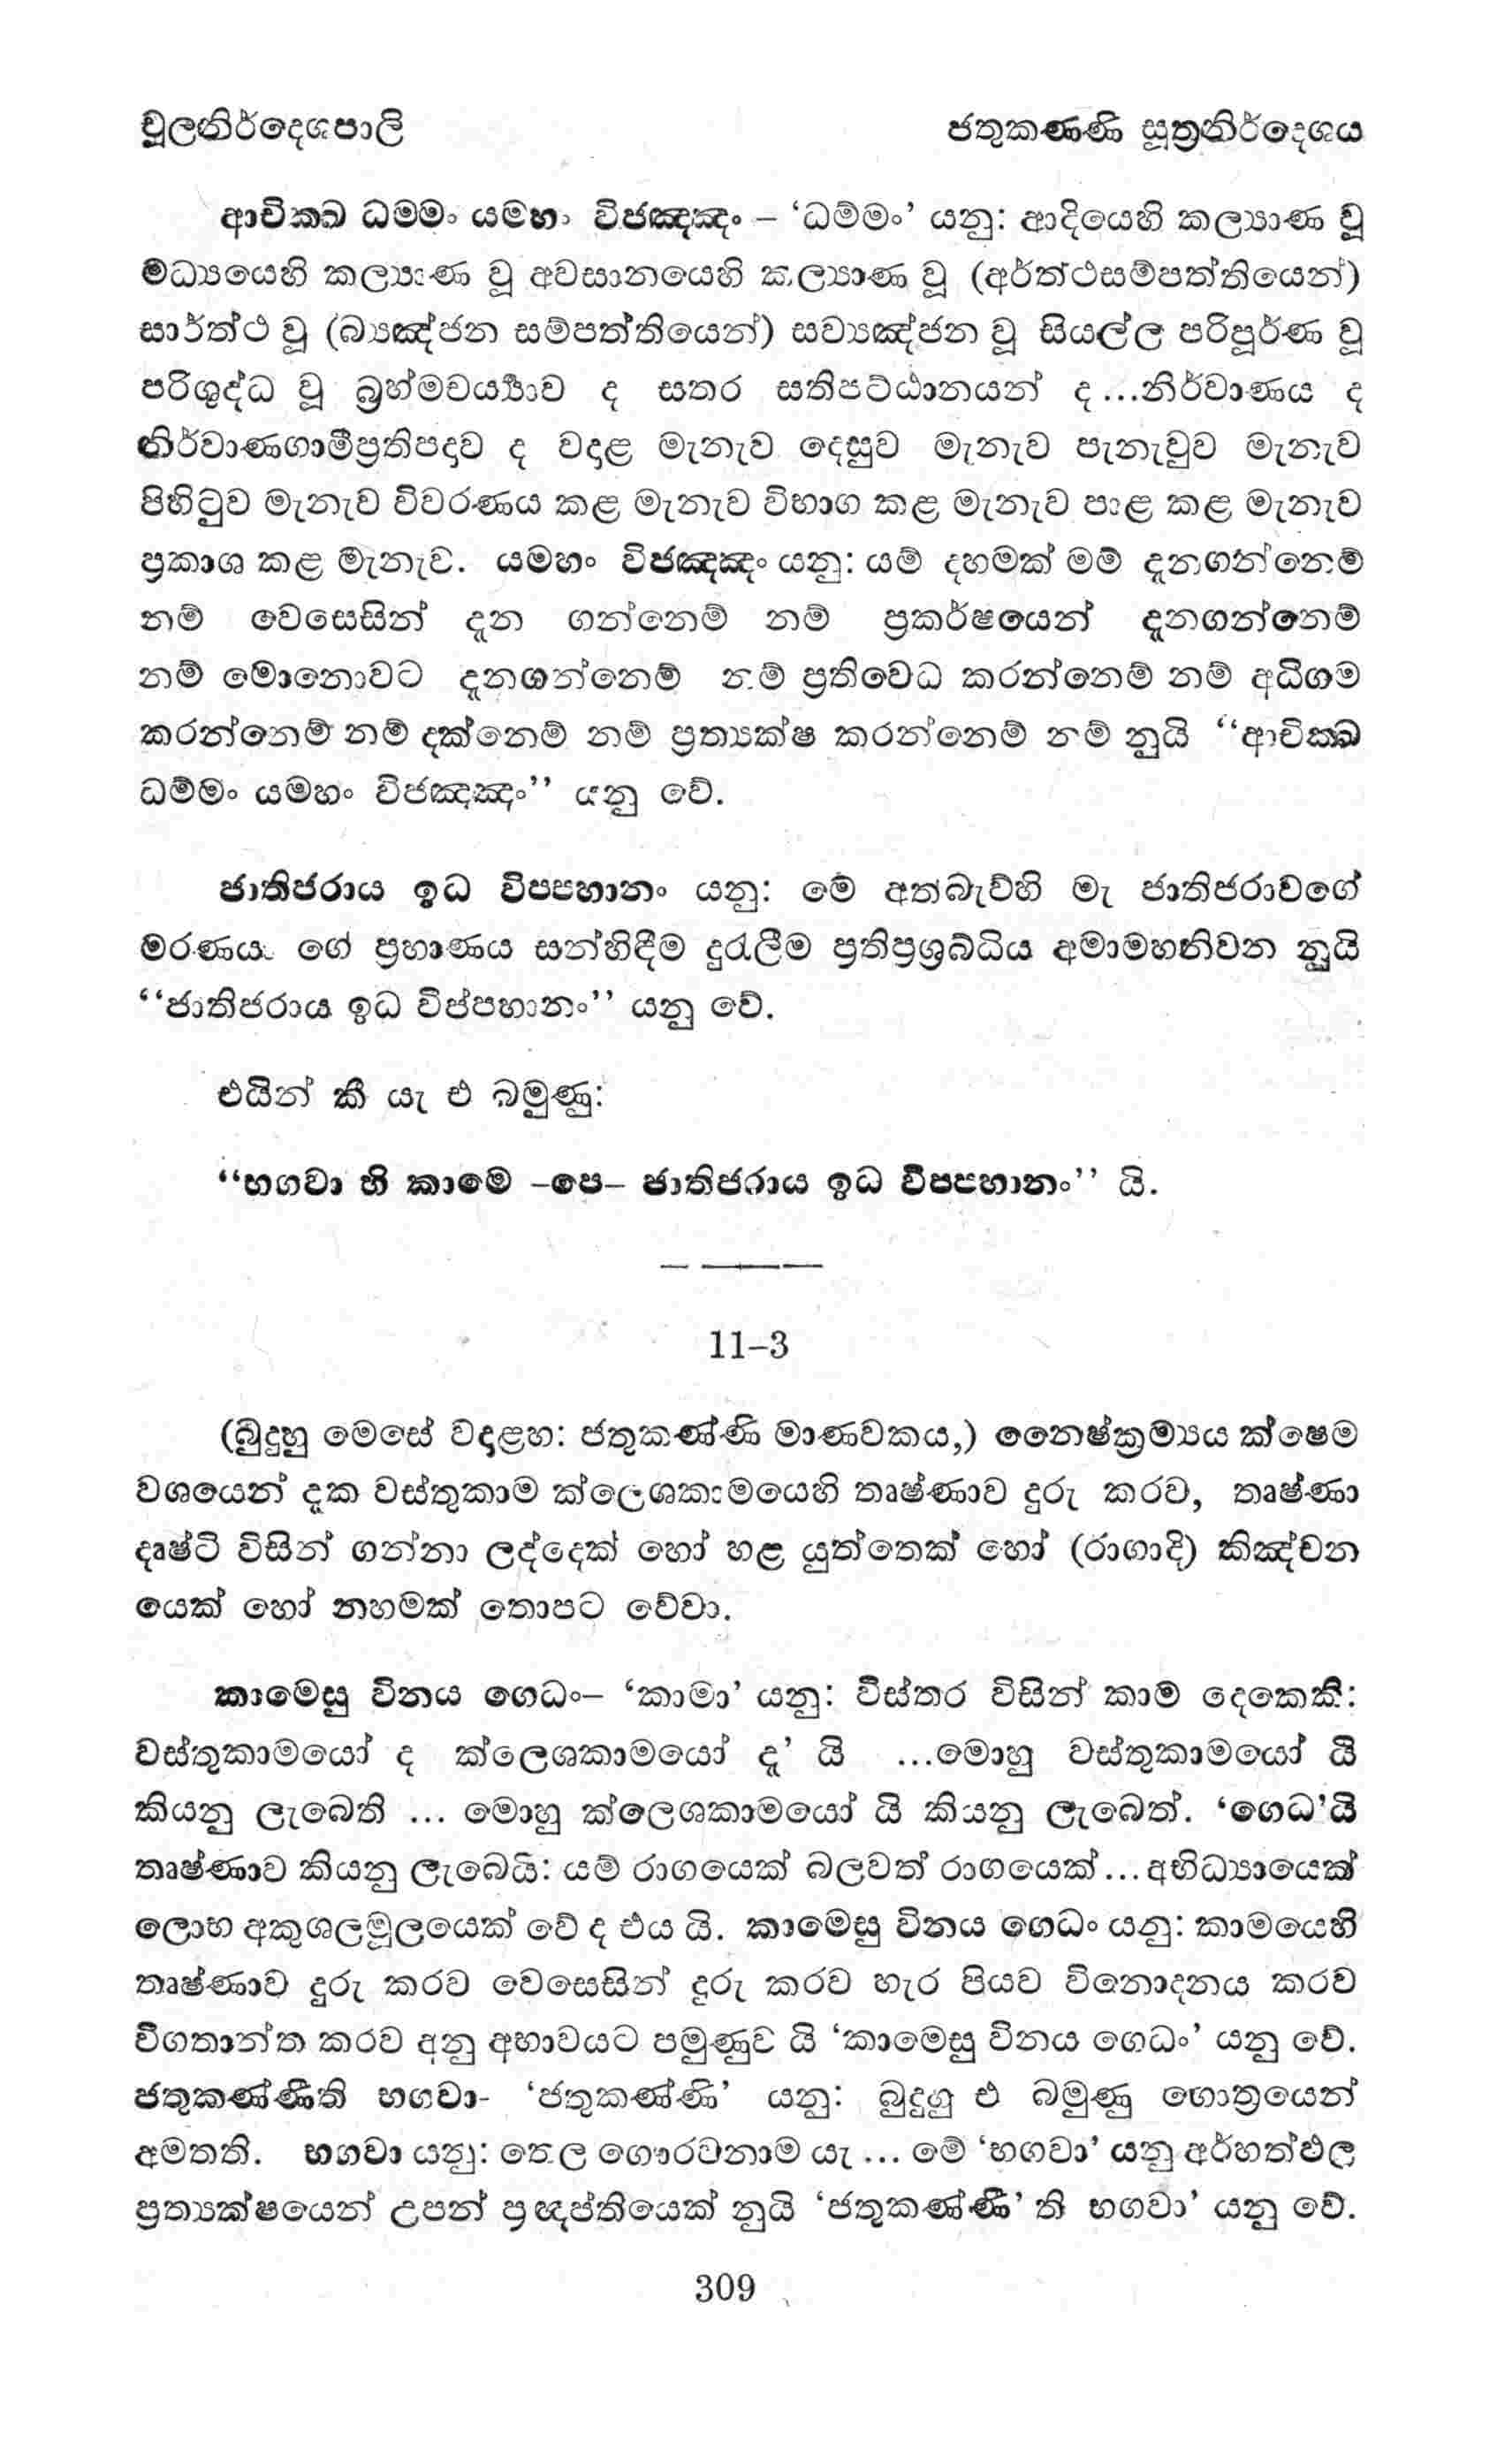 චූලනිර්දෙශපාලි ජතුකණණි සූත්‍රනිර්දෙශය
ආචිකඛ ධමමං යමහං විජඤඤං – ‘ධම්මං’ යනු: ආදියෙහි කල්‍යාණ වූ
මධ්‍යයෙහි කල්‍යාණ වූ අවසානයෙහි කල්‍යාණ වූ (අර්ත්ථසම්පත්තියෙන්)
සාර්ත්ථ වූ (බ්‍යඤ්ජන සම්පත්තියෙන්) සව්‍යඤ්ජන වූ සියල්ල පරිපූර්ණ වූ
පරිශුද්ධ වූ බ්‍රහ්මචර්‍ය්‍යාව ද සතර සතිපට්ඨානයන් ද ...නිර්වාණය ද
නිර්වාණගාමීප්‍රතිපදාව ද වදාළ මැනැව දෙසුව මැනැව පැනැවුව මැනැව
පිහිටුව මැනැව විවරණය කළ මැනැව විභාග කළ මැනැව පාළ කළ මැනැව
ප්‍රකාශ කළ මැනැව. යමහං විජඤඤං යනු: යම් දහමක් මම් දැනගන්නෙම්
නම් වෙසෙසින් දැන ගන්නෙම් නම් ප්‍රකර්ෂයෙන් දැනගන්නෙම්
නම් මොනොවට දැනගන්නෙම් නම් ප්‍රතිවෙධ කරන්නෙම් නම් අධිගම
කරන්නෙම් නම් දක්නෙම් නම් ප්‍රත්‍යක්ෂ කරන්නෙම් නම් නුයි “ආචිකඛ
ධම්මං යමහං විජඤඤං” යනු වේ.
ජාතිජරාය ඉධ විපපහානං යනු: මේ අත්බැව්හි මැ ජාතිජරාවගේ
මරණයා ගේ ප්‍රහාණය සන්හිඳීම දුරැලීම ප්‍රතිප්‍රශ්‍රබ්ධිය අමාමහනිවන නුයි
“ජාතිජරාය ඉධ විප්පහානං” යනු වේ.
එයින් කී යැ එ බමුණු:
“භගවා හි කාමෙ –පෙ– ජාතිජරාය ඉධ විපපහානං” යි.
11–3
(බුදුහු මෙසේ වදාළහ: ජතුකණ්ණි මාණවකය,) නෛෂ්ක්‍රම්‍යය ක්ෂෙම
වශයෙන් දැක වස්තුකාම ක්ලෙශකාමයෙහි තෘෂ්ණාව දුරු කරව, තෘෂ්ණා
දෘෂ්ටි විසින් ගන්නා ලද්දෙක් හෝ හළ යුත්තෙක් හෝ (රාගාදි) කිඤ්චන
යෙක් හෝ නහමක් තොපට වේවා.
කාමෙසු විනය ගෙධං– ‘කාමා’ යනු: විස්තර විසින් කාම දෙකෙකි:
වස්තුකාමයෝ ද ක්ලෙශකාමයෝ දැ’ යි ...මොහු වස්තුකාමයෝ යි
කියනු ලැබෙති ... මොහු ක්ලෙශකාමයෝ යි කියනු ලැබෙත්. ‘ගෙධ’යි
තෘෂ්ණාව කියනු ලැබෙයි: යම් රාගයෙක් බලවත් රාගයෙක්... අභිධ්‍යායෙක්
ලොභ අකුශලමූලයෙක් වේ ද එය යි. කාමෙසු විනය ගෙධං යනු: කාමයෙහි
තෘෂ්ණාව දුරු කරව වෙසෙසින් දුරු කරව හැර පියව විනොදනය කරව
විගතාන්ත කරව අනු අභාවයට පමුණුව යි ‘කාමෙසු විනය ගෙධං’ යනු වේ.
ජතුකණ්ණීති භගවා- ‘ජතුකණ්ණි’ යනු: බුදුහු එ බමුණු ගොත්‍රයෙන්
අමතති. භගවා යනු: තෙල ගෞරවනාම යැ ... මේ ‘භගවා’ යනු අර්හත්ඵල
ප්‍රත්‍යක්ෂයෙන් උපන් ප්‍රඥප්තියෙක් නුයි ‘ජතුකණ්ණී’ ති භගවා’ යනු වේ.
309